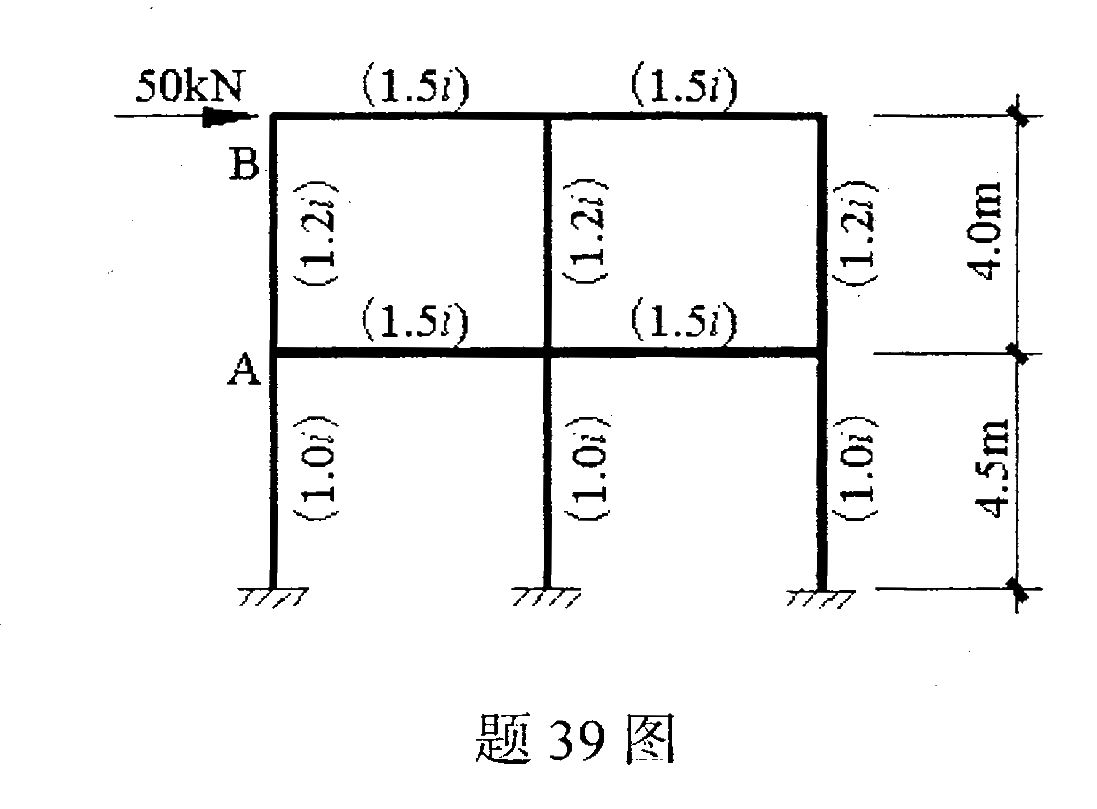 50kN
(1.5i)
(1.5i)
B
(1.2i)
(1.2i)
(1.2i)
4.0m
(1.5i)
(1.5i)
A
(1.0i)
(1.0i)
(1.0i)
4.5m
题 39 图